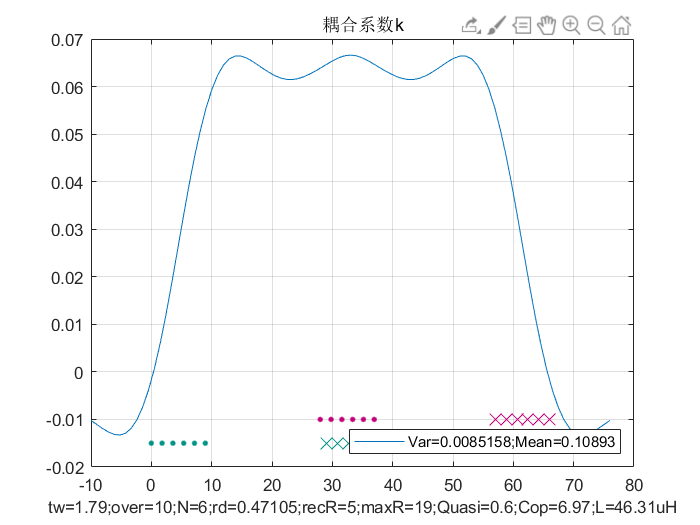 耦合系数k
0.07
0.06
0.05
0.04
0.03
0.02
0.01
0
-0.01
-0.02
Var=0.0085158;Mean=0.10893
-10 0 10 20 30 40 50 60 70 80
tw=1.79;over=10;N=6;rd=0.47105;recR=5;maxR=19;Quasi=0.6;Cop=6.97;L=46.31uH